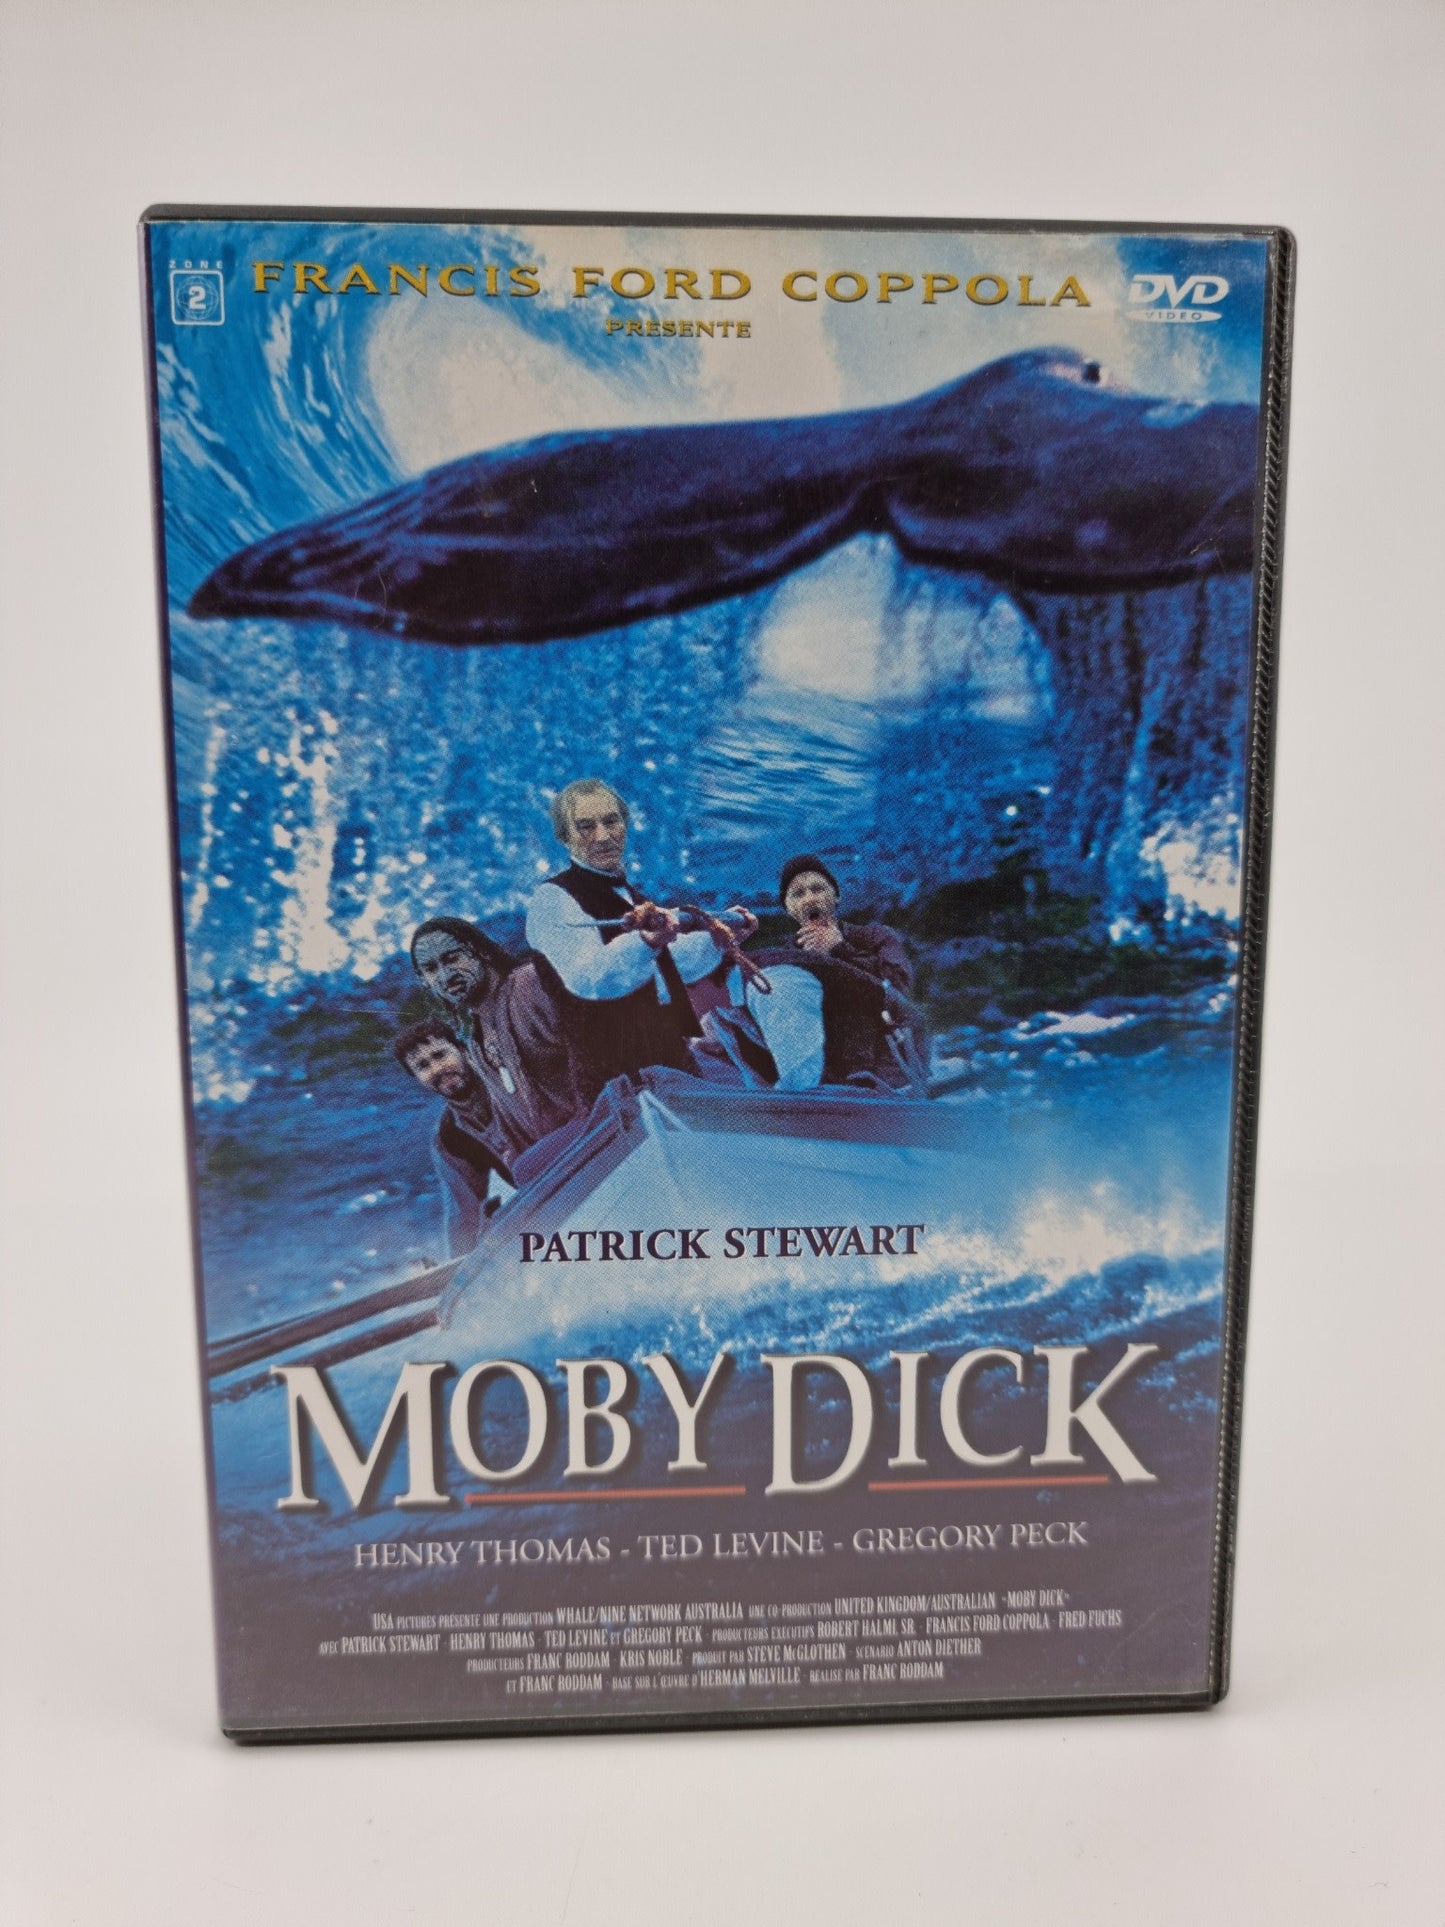 ZONE
2
FRANCIS FORD COPPOLA
DVD
VIDEO
PRESENTE
PATRICK STEWART
MOBY DICK
HENRY THOMAS - TED LEVINE - GREGORY PECK
USA PICTURES PRÉSENTE UNE PRODUCTION WHALE/NINE NETWORK AUSTRALIA UNE CO-PRODUCTION UNITED KINGDOM/AUSTRALIAN «MOBY DICK»
AVEC PATRICK STEWART · HENRY THOMAS · TED LEVINE ET GREGORY PECK · PRODUCTEURS EXECUTIFS ROBERT HALMI, SR. · FRANCIS FORD COPPOLA · FRED FUCHS
PRODUCTEURS FRANC RODDAM · KRIS NOBLE · PRODUIT PAR STEVE McGLOTHEN · SCÉNARIO ANTON DIETHER
ET FRANC RODDAM · BASÉ SUR L'ŒUVRE D'HERMAN MELVILLE · RÉALISÉ PAR FRANC RODDAM